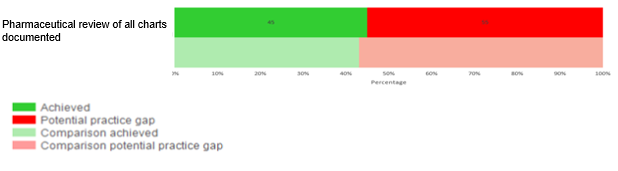 Pharmaceutical review of all charts
documented
45
0% 10% 20% 30% 40% 50% 60% 70% 80% 90% 100%
Percentage
Achieved
Potential practice gap
Comparison achieved
Comparison potential practice gap